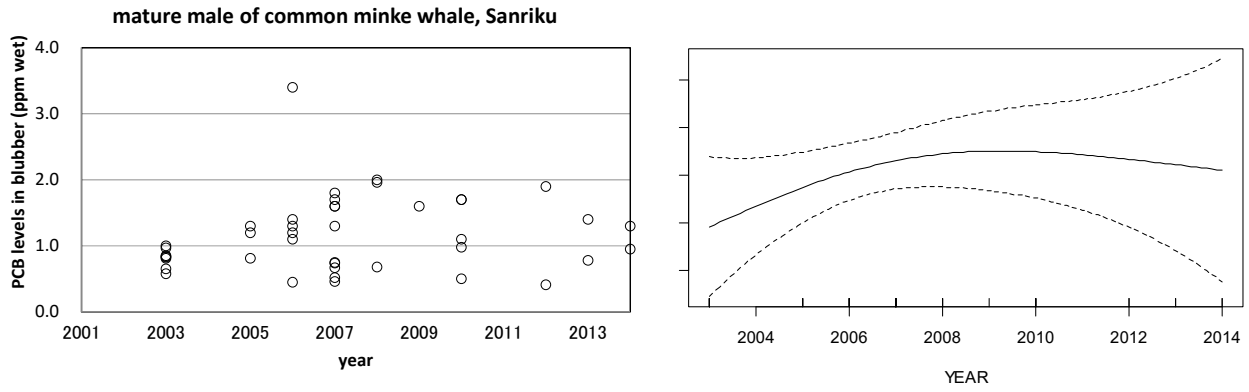 mature male of common minke whale, Sanriku
PCB levels in blubber (ppm wet)
4.0
3.0
2.0
1.0
0.0
2001 2003 2005 2007 2009 2011 2013
year
2004 2006 2008 2010 2012 2014
YEAR